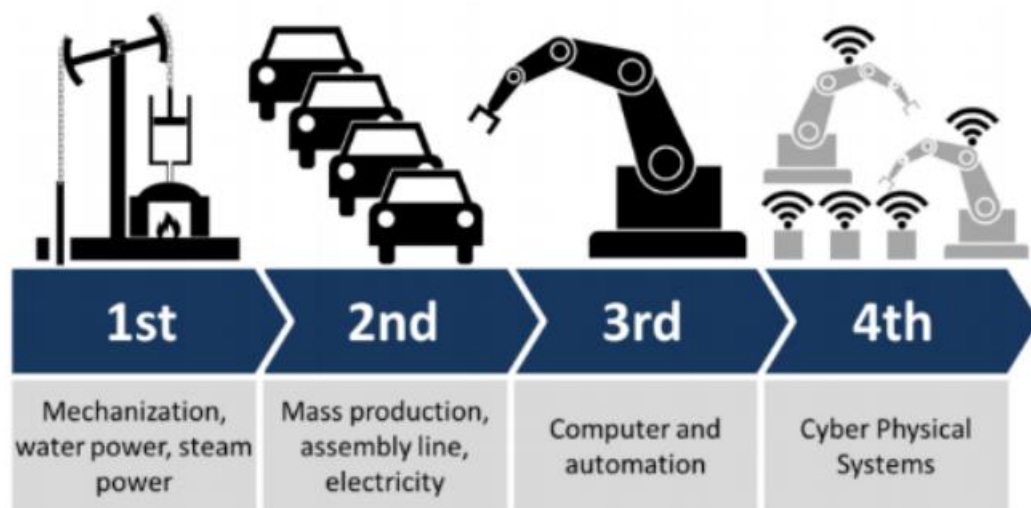 1st
2nd
3rd
4th
Mechanization,
water power, steam
power
Mass production,
assembly line,
electricity
Computer and
automation
Cyber Physical
Systems